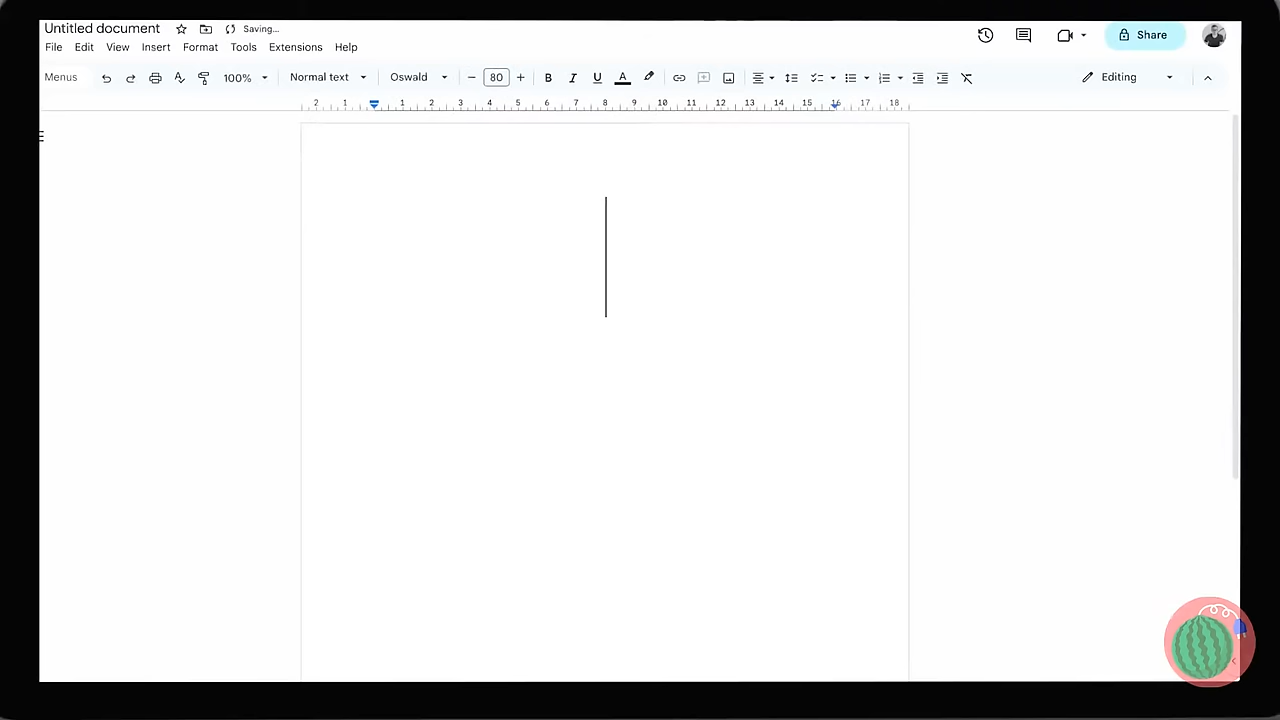 Untitled document Saving...
File Edit View Insert Format Tools Extensions Help Share
Menus 100% Normal text Oswald − 80 + B I U A Editing
2 1 1 2 3 4 5 6 7 8 9 10 11 12 13 14 15 16 17 18